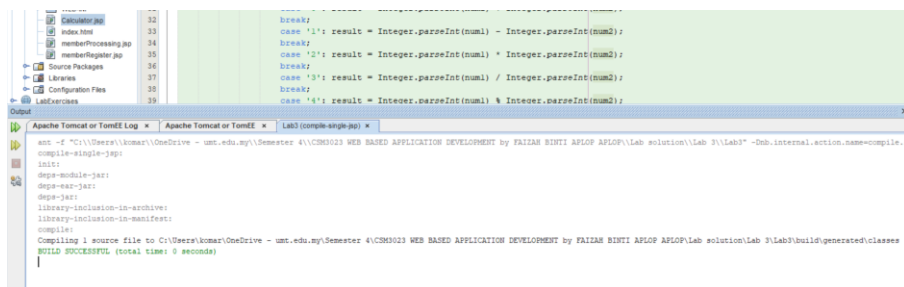 Calculator.jsp
index.html
memberProcessing.jsp
memberRegister.jsp
Source Packages
Libraries
Configuration Files
LabExercises
32 break;
33 case '1': result = Integer.parseInt(num1) - Integer.parseInt(num2);
34 break;
35 case '2': result = Integer.parseInt(num1) * Integer.parseInt(num2);
36 break;
37 case '3': result = Integer.parseInt(num1) / Integer.parseInt(num2);
38 break;
39 case '4': result = Integer.parseInt(num1) % Integer.parseInt(num2);
Output
Apache Tomcat or TomEE Log × Apache Tomcat or TomEE × Lab3 (compile-single-jsp) ×
ant -f "C:\\Users\\komar\\OneDrive - umt.edu.my\\Semester 4\\CSM3023 WEB BASED APPLICATION DEVELOPMENT by FAIZAH BINTI APLOP APLOP\\Lab solution\\Lab 3\\Lab3" -Dnb.internal.action.name=compile.
compile-single-jsp:
init:
deps-module-jar:
deps-ear-jar:
deps-jar:
library-inclusion-in-archive:
library-inclusion-in-manifest:
compile:
Compiling 1 source file to C:\Users\komar\OneDrive - umt.edu.my\Semester 4\CSM3023 WEB BASED APPLICATION DEVELOPMENT by FAIZAH BINTI APLOP APLOP\Lab solution\Lab 3\Lab3\build\generated\classes
BUILD SUCCESSFUL (total time: 0 seconds)